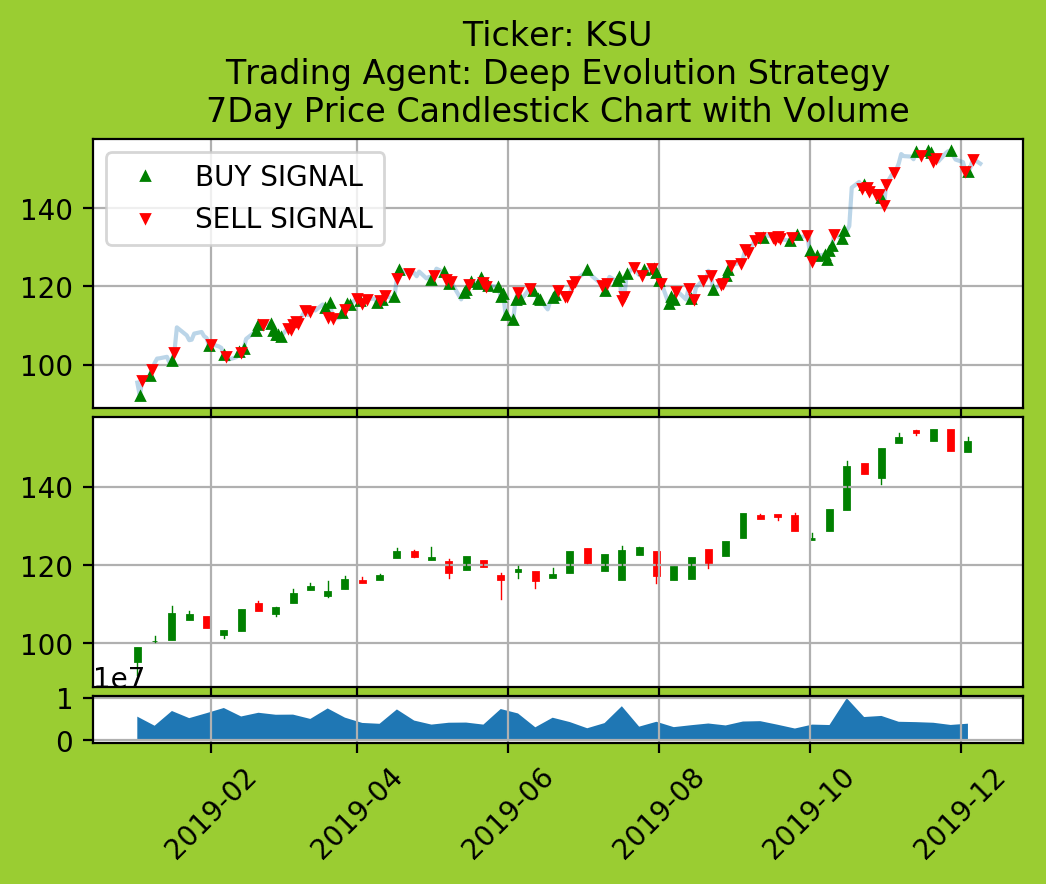 Ticker: KSU
Trading Agent: Deep Evolution Strategy
7Day Price Candlestick Chart with Volume
BUY SIGNAL
SELL SIGNAL
140
120
100
140
120
100
1e7
1
0
2019-02
2019-04
2019-06
2019-08
2019-10
2019-12